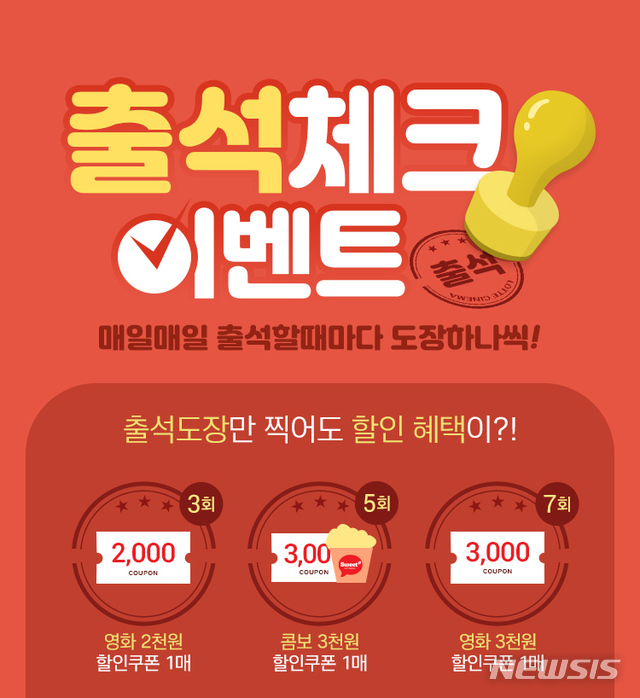 출석체크
이벤트
출석
LOTTE CINEMA
매일매일 출석할때마다 도장하나씩!
출석도장만 찍어도 할인 혜택이?!
3회
5회
7회
2,000
COUPON
3,00
COUPON
Sweet
3,000
COUPON
영화 2천원
할인쿠폰 1매
콤보 3천원
할인쿠폰 1매
영화 3천원
할인쿠폰 1매
NEWSIS